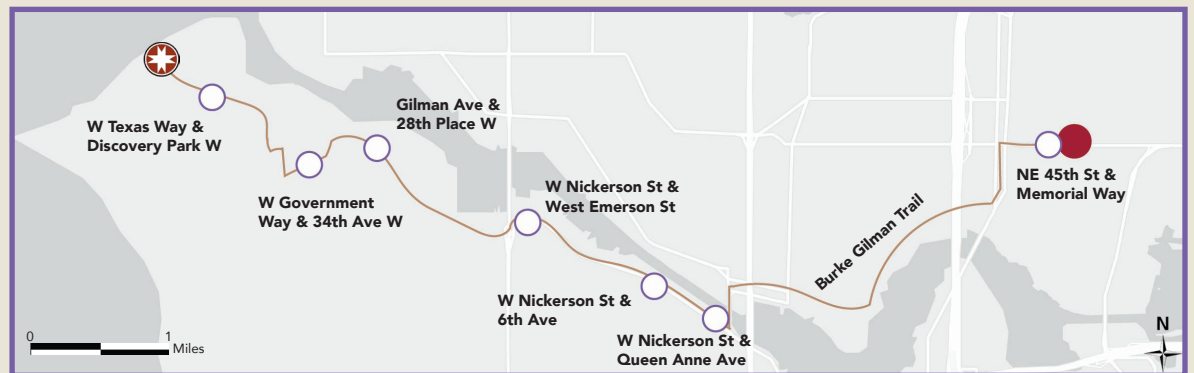 W Texas Way &
Discovery Park W
W Government
Way & 34th Ave W
Gilman Ave &
28th Place W
W Nickerson St &
West Emerson St
W Nickerson St &
6th Ave
W Nickerson St &
Queen Anne Ave
Burke Gilman Trail
NE 45th St &
Memorial Way
0 1
Miles
N